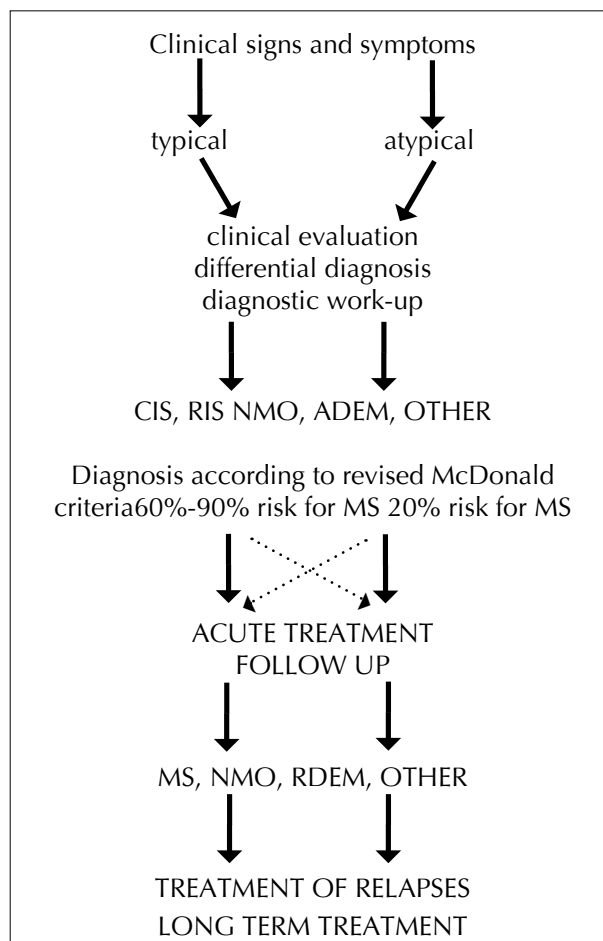 Clinical signs and symptoms
typical atypical
clinical evaluation
differential diagnosis
diagnostic work-up
CIS, RIS NMO, ADEM, OTHER
Diagnosis according to revised McDonald
criteria60%-90% risk for MS 20% risk for MS
ACUTE TREATMENT
FOLLOW UP
MS, NMO, RDEM, OTHER
TREATMENT OF RELAPSES
LONG TERM TREATMENT